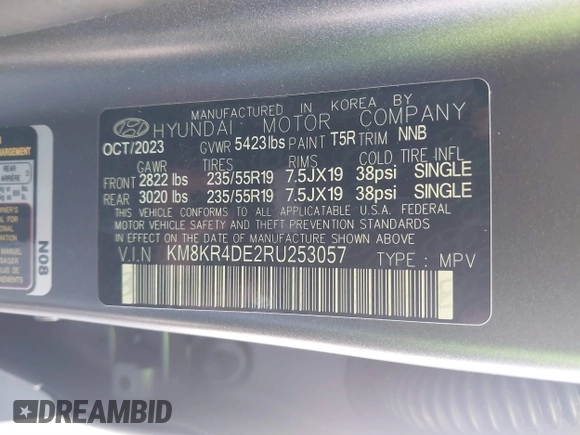 MANUFACTURED IN KOREA BY
HYUNDAI MOTOR COMPANY
OCT/2023 GVWR 5423lbs PAINT T5R TRIM NNB
GAWR TIRES RIMS COLD TIRE INFL
FRONT 2822 lbs 235/55R19 7.5JX19 38psi SINGLE
REAR 3020 lbs 235/55R19 7.5JX19 38psi SINGLE
THIS VEHICLE CONFORMS TO ALL APPLICABLE U.S.A. FEDERAL
MOTOR VEHICLE SAFETY AND THEFT PREVENTION STANDARDS
IN EFFECT ON THE DATE OF MANUFACTURE SHOWN ABOVE
V.I.N KM8KR4DE2RU253057 TYPE : MPV
REAR
ARRIÈRE
N08
DREAMBID